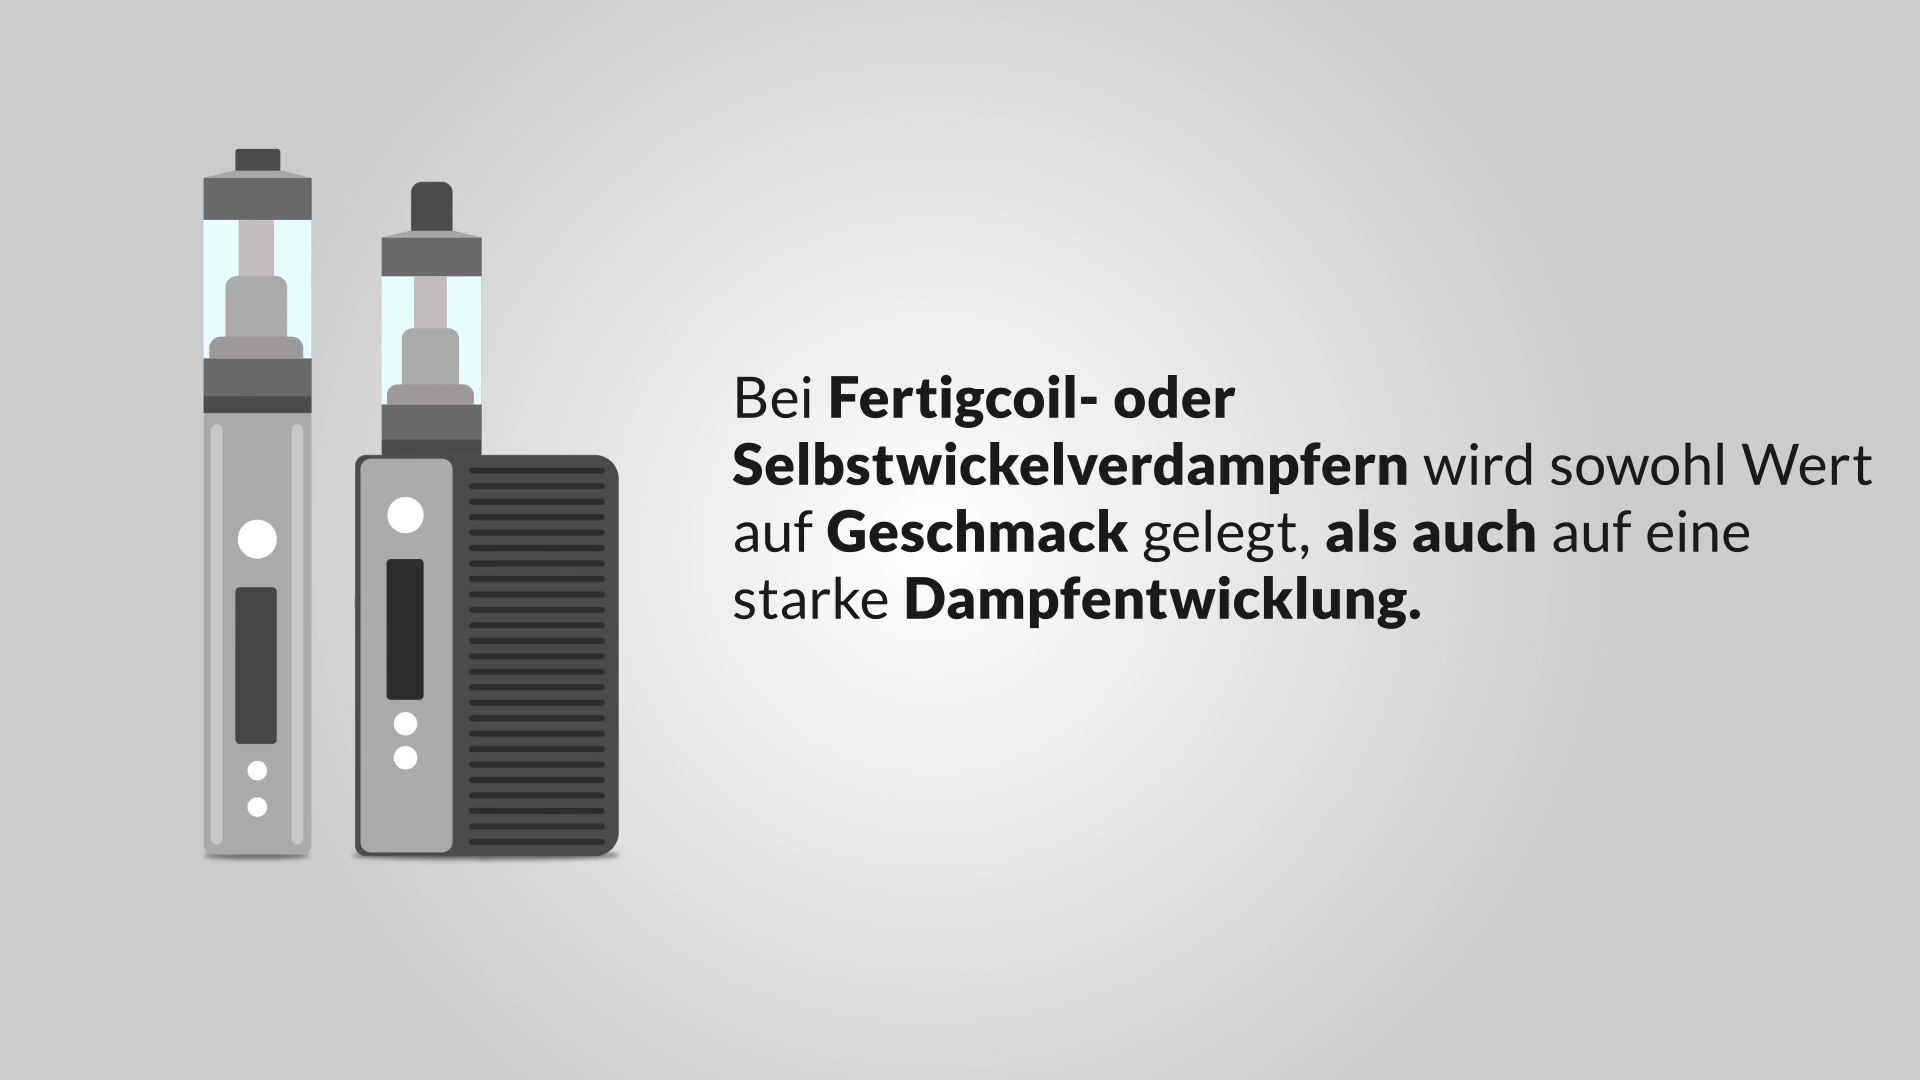 Bei Fertigcoil- oder
Selbstwickelverdampfern wird sowohl Wert
auf Geschmack gelegt, als auch auf eine
starke Dampfentwicklung.